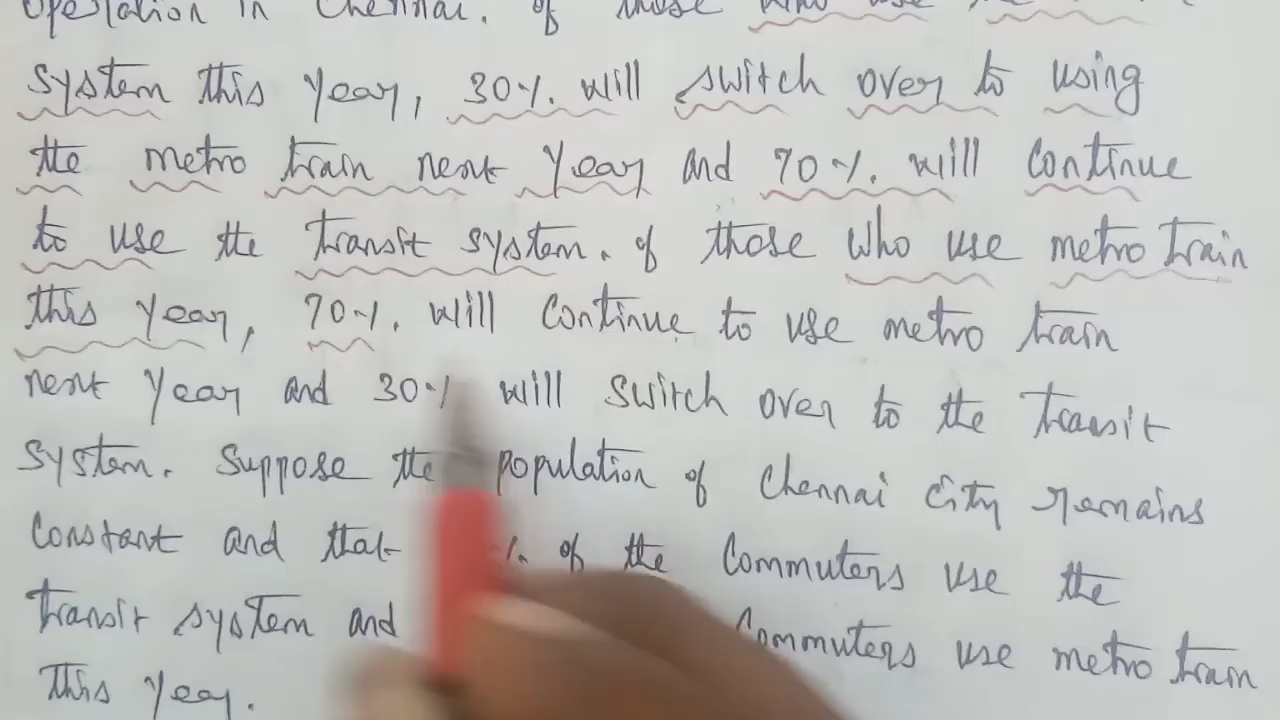 operation in Chennai. of those who use the
system this year, 30%. will switch over to using
the metro train next year and 70%. will continue
to use the transit system. of those who use metro train
this year, 70%. will continue to use metro train
next year and 30% will switch over to the transit
system. suppose the population of Chennai city remains
constant and that %. of the commuters use the
transit system and commuters use metro train
this year.